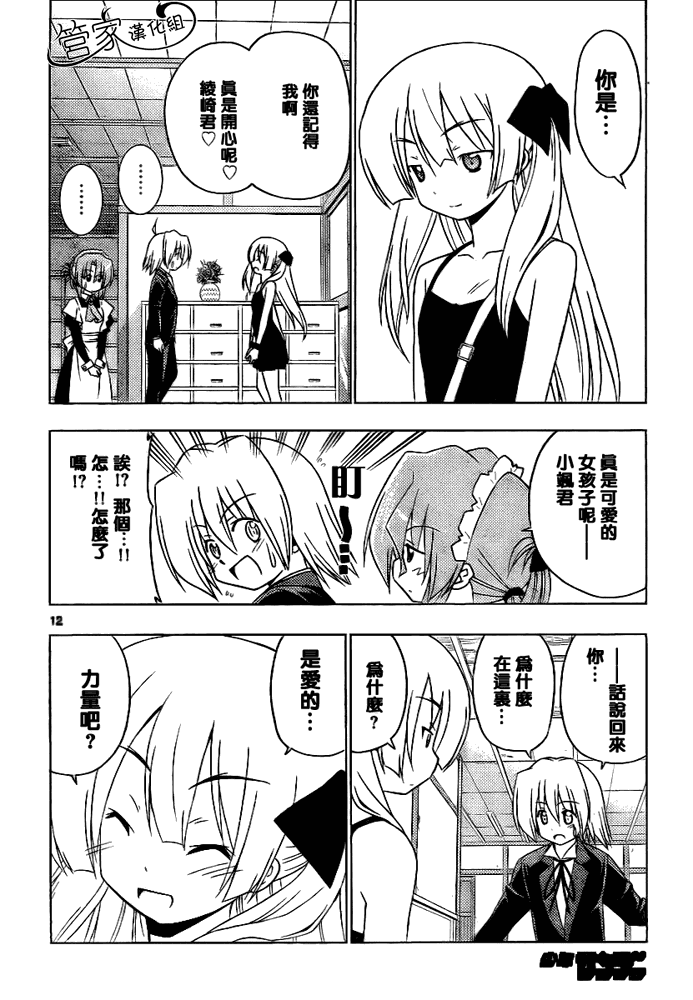 管家
漢化組
你是…
你還記得
我啊
真是開心呢♡
綾崎君♡
……
……
真是可愛的
女孩子呢——
小颯君
盯～…
誒!? 那個…!!
怎…!! 怎麼了
嗎!?
12
——話說回來
你…
為什麼
在這裏…
為什麼?
是愛的…
力量吧?
少年